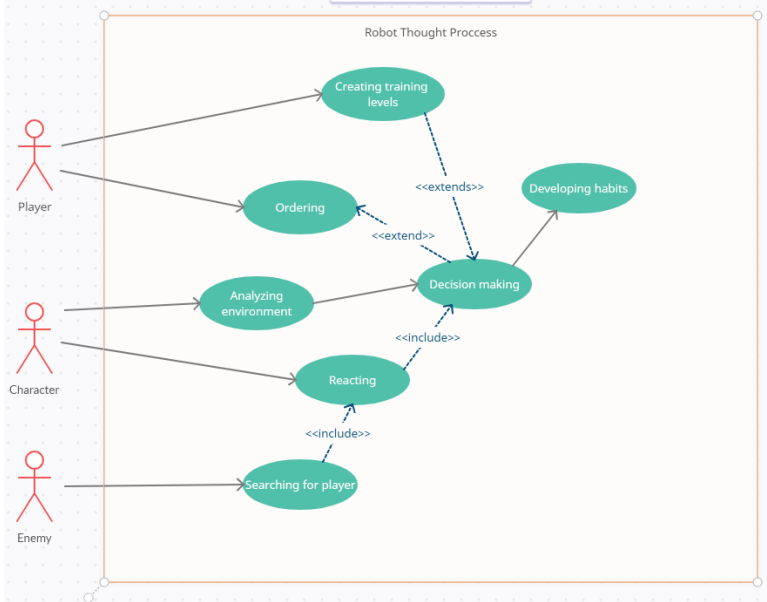 Robot Thought Proccess
Creating training
levels
Player
<<extends>>
Developing habits
Ordering
<<extend>>
Decision making
Analyzing
environment
Character
<<include>>
Reacting
<<include>>
Searching for player
Enemy